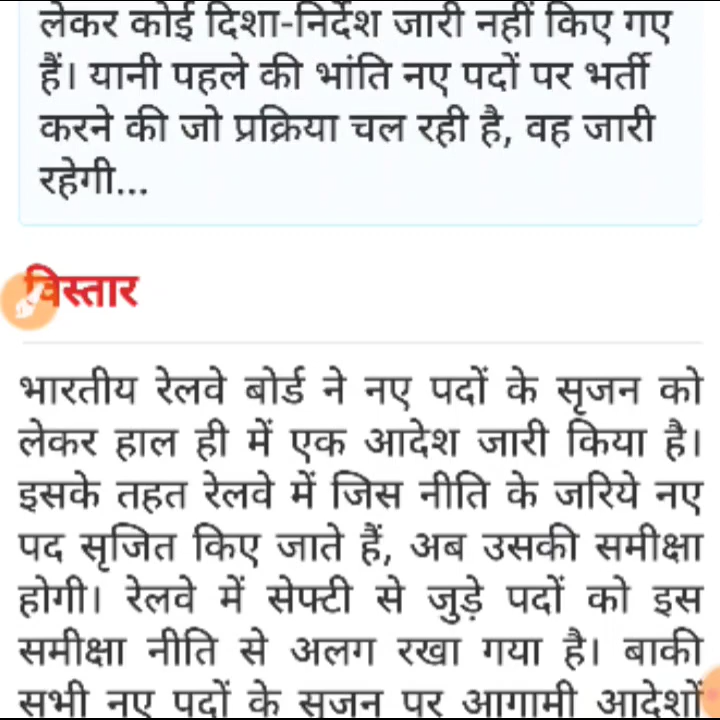 लेकर कोई दिशा-निर्देश जारी नहीं किए गए
हैं। यानी पहले की भांति नए पदों पर भर्ती
करने की जो प्रक्रिया चल रही है, वह जारी
रहेगी...
विस्तार
भारतीय रेलवे बोर्ड ने नए पदों के सृजन को
लेकर हाल ही में एक आदेश जारी किया है।
इसके तहत रेलवे में जिस नीति के जरिये नए
पद सृजित किए जाते हैं, अब उसकी समीक्षा
होगी। रेलवे में सेफ्टी से जुड़े पदों को इस
समीक्षा नीति से अलग रखा गया है। बाकी
सभी नए पदों के सृजन पर आगामी आदेशों